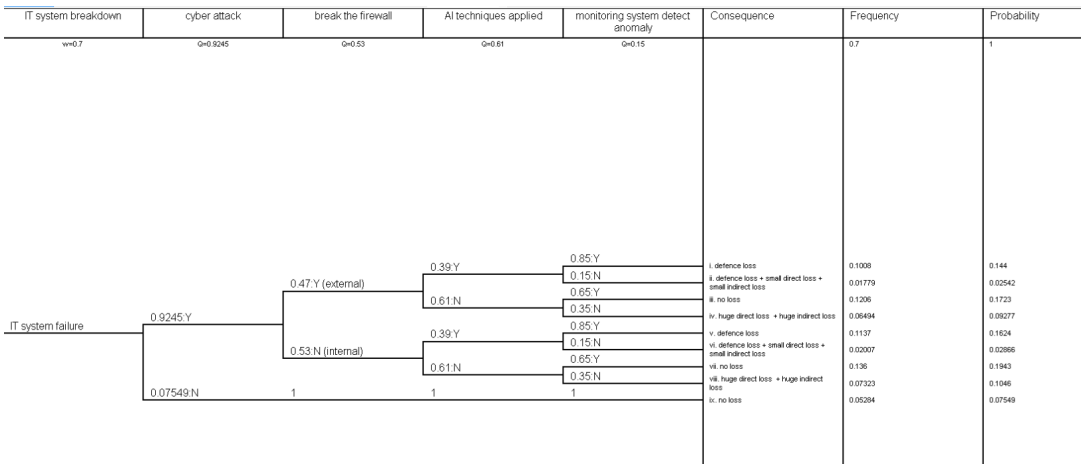 IT system breakdown cyber attack break the firewall AI techniques applied monitoring system detect anomaly Consequence Frequency Probability
w=0.7 Q=0.9245 Q=0.53 Q=0.61 Q=0.15 0.7 1
0.85:Y
0.39:Y i. defence loss 0.1008 0.144
0.15:N ii. defence loss + small direct loss + small indirect loss 0.01779 0.02542
0.47:Y (external) 0.65:Y iii. no loss 0.1206 0.1723
0.61:N 0.35:N iv. huge direct loss + huge indirect loss 0.06494 0.09277
IT system failure 0.9245:Y 0.85:Y v. defence loss 0.1137 0.1624
0.39:Y 0.15:N vi. defence loss + small direct loss + small indirect loss 0.02007 0.02866
0.53:N (internal) 0.65:Y vii. no loss 0.136 0.1943
0.61:N 0.35:N viii. huge direct loss + huge indirect loss 0.07323 0.1046
0.07549:N 1 1 1 ix. no loss 0.05284 0.07549